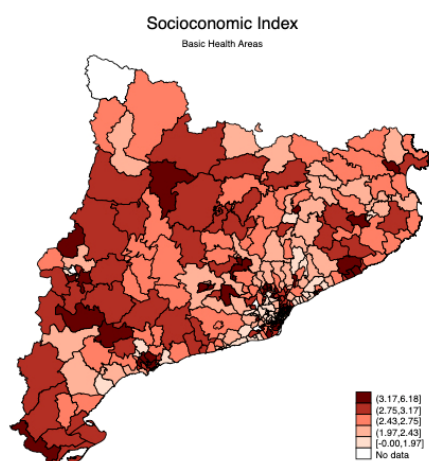 Socioeconomic Index
Basic Health Areas
(3.17,6.18]
(2.75,3.17]
(2.43,2.75]
(1.97,2.43]
[-0.00,1.97]
No data